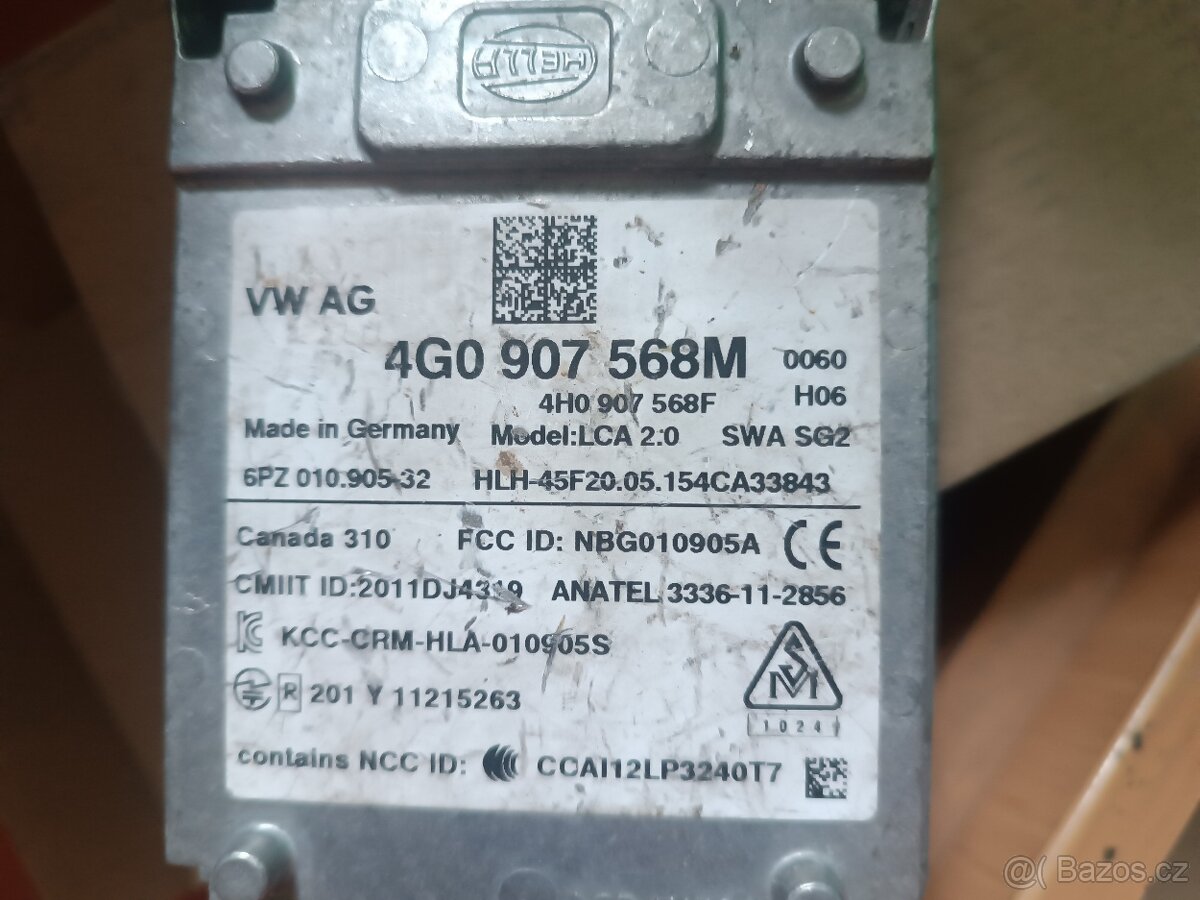 HELLA
VW AG
4G0 907 568M 0060
4H0 907 568F H06
Made in Germany Model:LCA 2.0 SWA SG2
6PZ 010.905-32 HLH-45F20.05.154CA33843
Canada 310 FCC ID: NBG010905A CE
CMIIT ID:2011DJ4319 ANATEL 3336-11-2856
KCC-CRM-HLA-010905S
R 201 Y 11215263
SM
1024
contains NCC ID: CCAI12LP3240T7
@( Bazos.cz